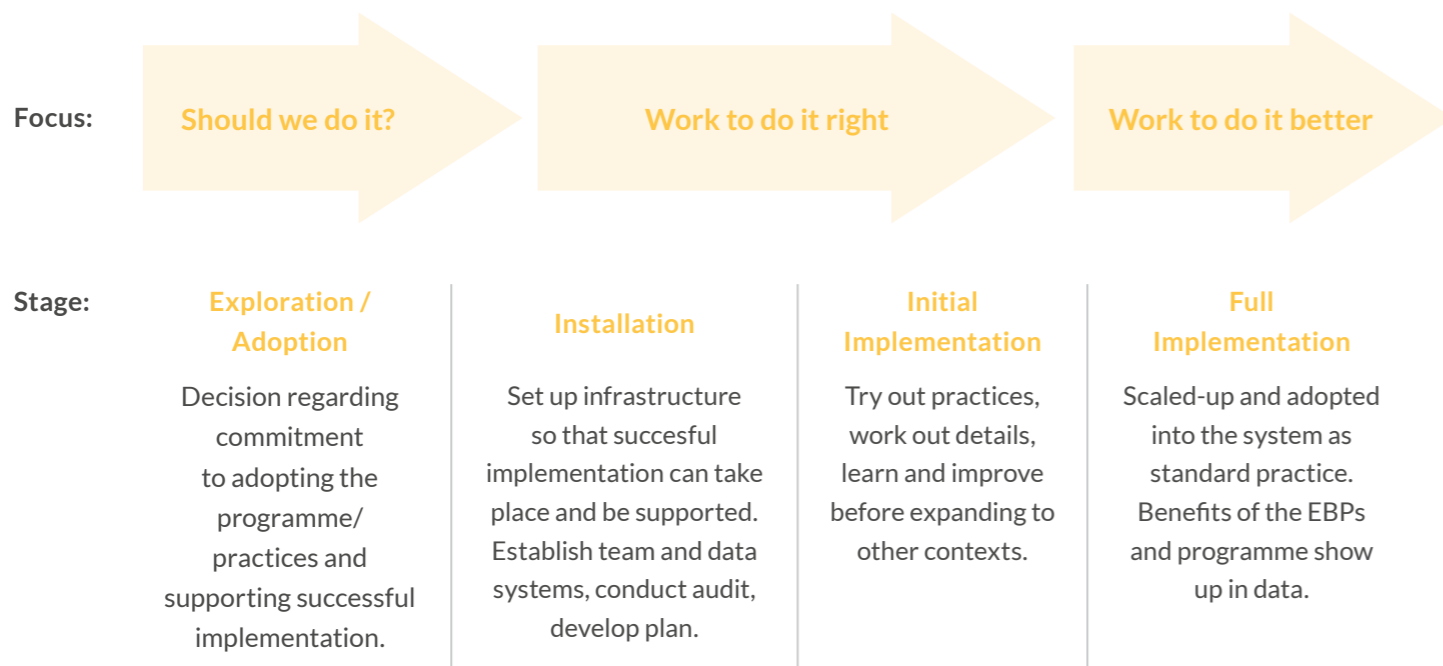 Focus:
Should we do it?
Work to do it right
Work to do it better
Stage:
Exploration /
Adoption
Decision regarding
commitment
to adopting the
programme/
practices and
supporting successful
implementation.
Installation
Set up infrastructure
so that succesful
implementation can take
place and be supported.
Establish team and data
systems, conduct audit,
develop plan.
Initial
Implementation
Try out practices,
work out details,
learn and improve
before expanding to
other contexts.
Full
Implementation
Scaled-up and adopted
into the system as
standard practice.
Benefits of the EBPs
and programme show
up in data.